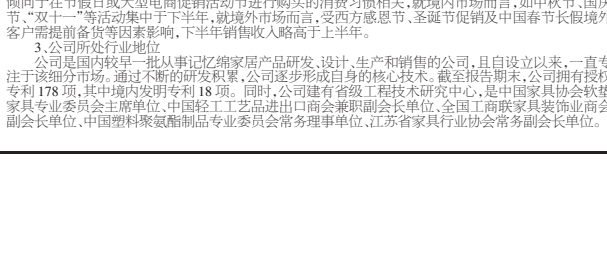 倾向于在节假日或大型电商促销活动节进行购买的消费习惯相关，就境内市场而言，如中秋节、国庆
节、“双十一”等活动集中于下半年，就境外市场而言，受西方感恩节、圣诞节促销及中国春节长假境外
客户需提前备货等因素影响，下半年销售收入略高于上半年。
3、公司所处行业地位
公司是国内较早一批从事记忆绵家居产品研发、设计、生产和销售的公司，且自设立以来，一直专
注于该细分市场。通过不断的研发积累，公司逐步形成自身的核心技术。截至报告期末，公司拥有授权
专利 178 项，其中境内发明专利 18 项。同时，公司建有省级工程技术研究中心，是中国家具协会软垫
家具专业委员会主席单位、中国轻工工艺品进出口商会兼职副会长单位、全国工商联家具装饰业商会
副会长单位、中国塑料聚氨酯制品专业委员会常务理事单位、江苏省家具行业协会常务副会长单位。